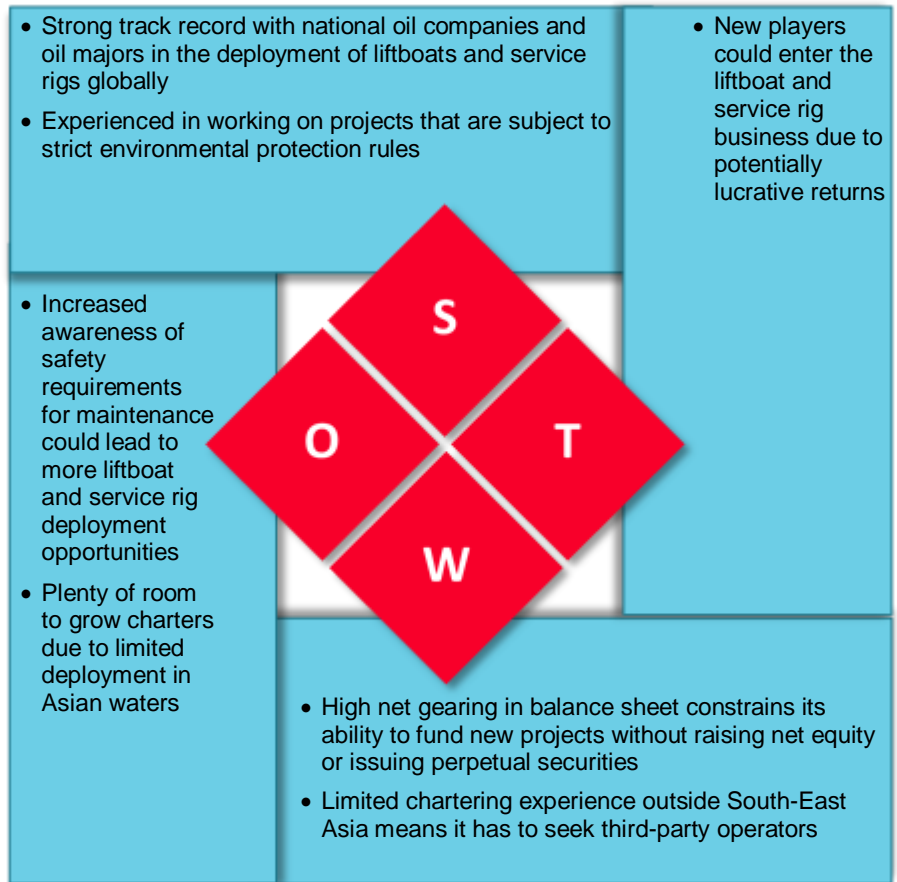 • Strong track record with national oil companies and
oil majors in the deployment of liftboats and service
rigs globally
• Experienced in working on projects that are subject to
strict environmental protection rules
• New players
could enter the
liftboat and
service rig
business due to
potentially
lucrative returns
• Increased
awareness of
safety
requirements
for maintenance
could lead to
more liftboat
and service rig
deployment
opportunities
• Plenty of room
to grow charters
due to limited
deployment in
Asian waters
S
O
T
W
• High net gearing in balance sheet constrains its
ability to fund new projects without raising net equity
or issuing perpetual securities
• Limited chartering experience outside South-East
Asia means it has to seek third-party operators